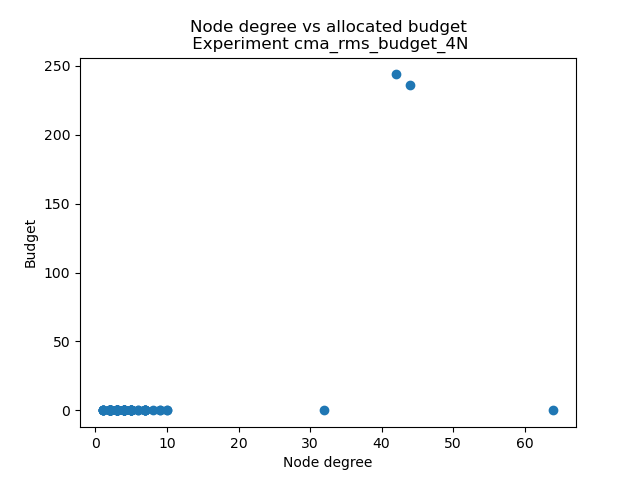 Node degree vs allocated budget
Experiment cma_rms_budget_4N
250
200
150
100
50
0
Budget
0 10 20 30 40 50 60
Node degree